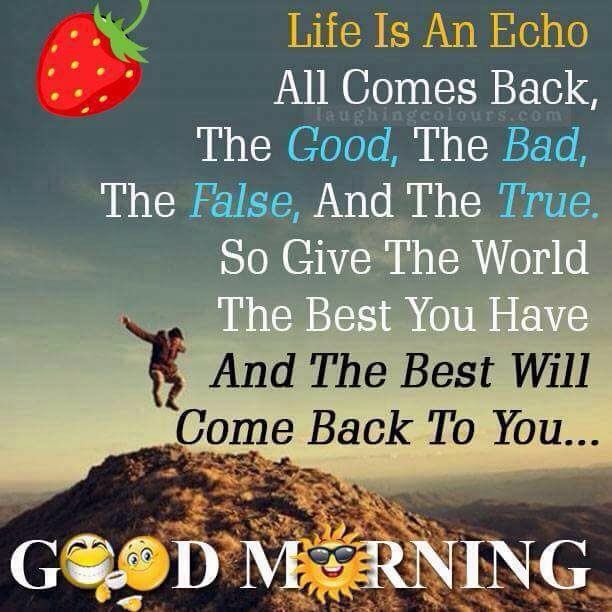 Life Is An Echo
All Comes Back,
laughingcolours.com
The Good, The Bad,
The False, And The True.
So Give The World
The Best You Have
And The Best Will
Come Back To You...
GOOD MORNING